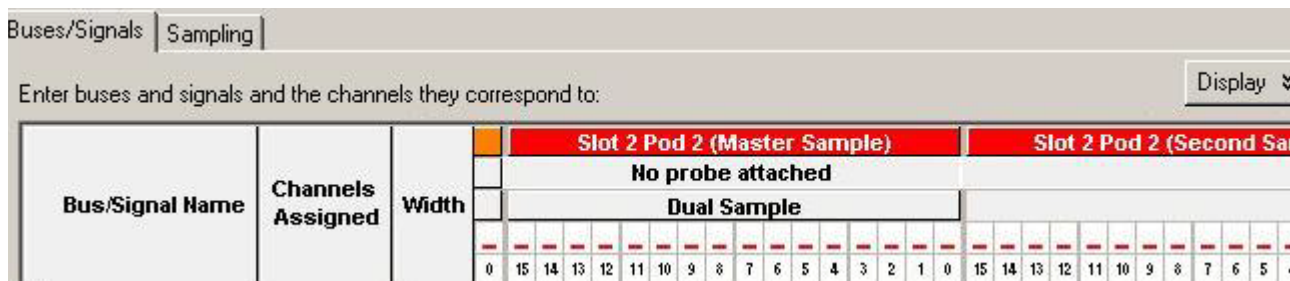 Buses/Signals Sampling
Enter buses and signals and the channels they correspond to:
Display
Slot 2 Pod 2 (Master Sample) Slot 2 Pod 2 (Second
No probe attached
Bus/Signal Name Channels Assigned Width Dual Sample
0 15 14 13 12 11 10 9 8 7 6 5 4 3 2 1 0 15 14 13 12 11 10 9 8 7 6 5